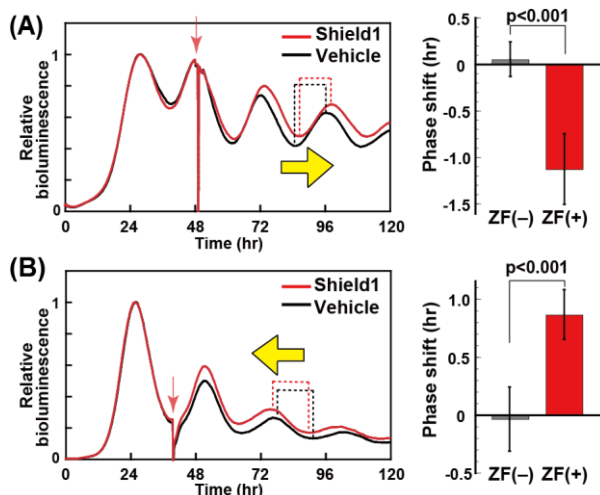 (A)
Relative
bioluminescence
1
0
Shield1
Vehicle
0 24 48 72 96 120
Time (hr)
p<0.001
Phase shift (hr)
0.5
0
-0.5
-1.0
-1.5
ZF(–) ZF(+)
(B)
Relative
bioluminescence
1
0
Shield1
Vehicle
0 24 48 72 96 120
Time (hr)
p<0.001
Phase shift (hr)
1.0
0.5
0
-0.5
ZF(–) ZF(+)